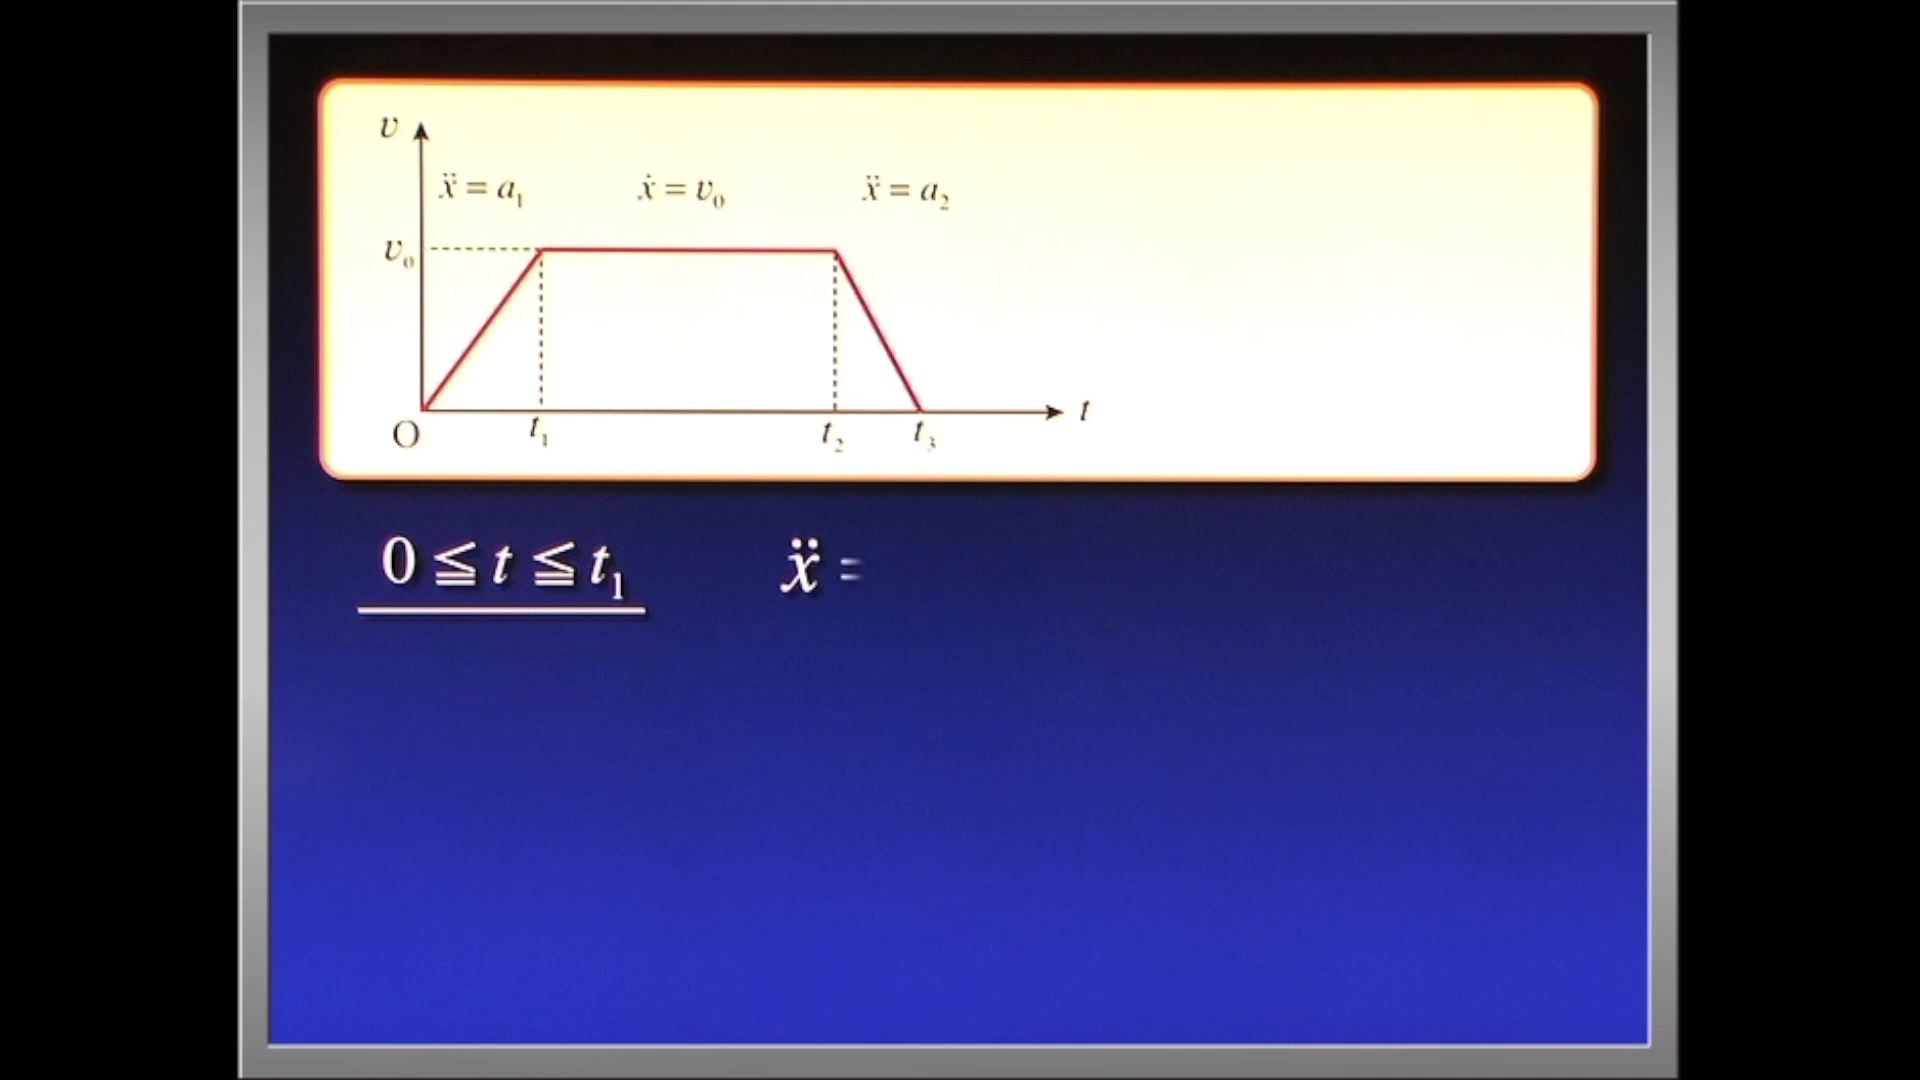 v
ẍ = a₁ ẋ = v₀ ẍ = a₂
v₀
O t₁ t₂ t₃ t
0 ≦ t ≦ t₁ ẍ =